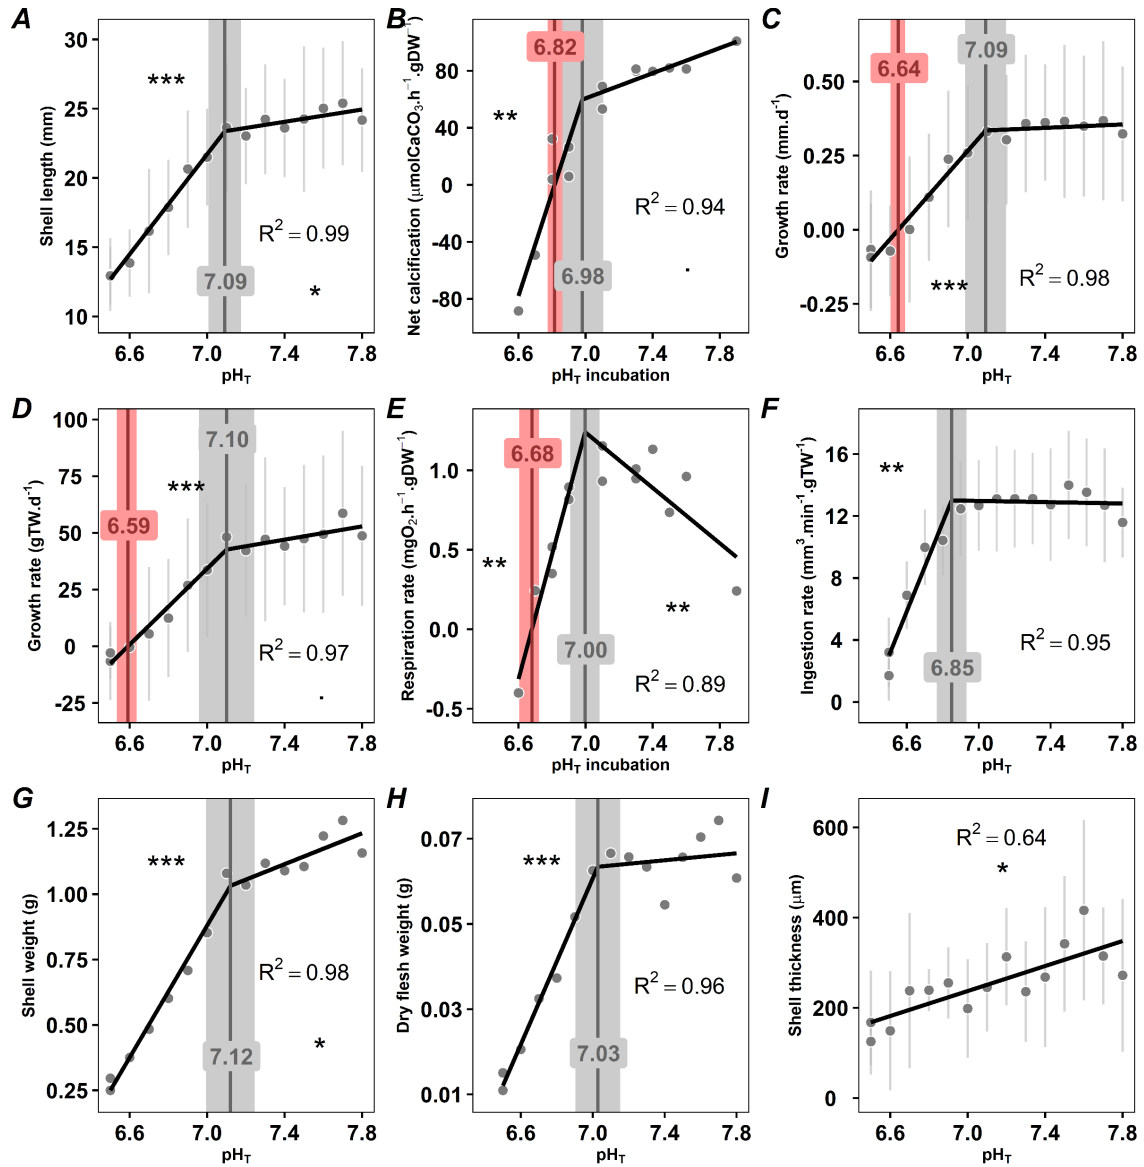 A
Shell length (mm)
30
25
20
15
10
***
R² = 0.99
7.09
*
6.6 7.0 7.4 7.8
pH_T
B
Net calcification (µmolCaCO₃.h⁻¹.gDW⁻¹)
80
40
0
-40
-80
6.82
**
R² = 0.94
6.98
.
6.6 7.0 7.4 7.8
pH_T incubation
C
Growth rate (mm.d⁻¹)
0.50
0.25
0.00
-0.25
7.09
6.64
***
R² = 0.98
6.6 7.0 7.4 7.8
pH_T
D
Growth rate (gTW.d⁻¹)
100
75
50
25
0
-25
7.10
***
6.59
R² = 0.97
.
6.6 7.0 7.4 7.8
pH_T
E
Respiration rate (mgO₂.h⁻¹.gDW⁻¹)
1.0
0.5
0.0
-0.5
6.68
**
**
7.00
R² = 0.89
6.6 7.0 7.4 7.8
pH_T incubation
F
Ingestion rate (mm³.min⁻¹.gTW⁻¹)
16
12
8
4
0
**
R² = 0.95
6.85
6.6 7.0 7.4 7.8
pH_T
G
Shell weight (g)
1.25
1.00
0.75
0.50
0.25
***
R² = 0.98
7.12
*
6.6 7.0 7.4 7.8
pH_T
H
Dry flesh weight (g)
0.07
0.05
0.03
0.01
***
R² = 0.96
7.03
6.6 7.0 7.4 7.8
pH_T
I
Shell thickness (µm)
600
400
200
0
R² = 0.64
*
6.6 7.0 7.4 7.8
pH_T